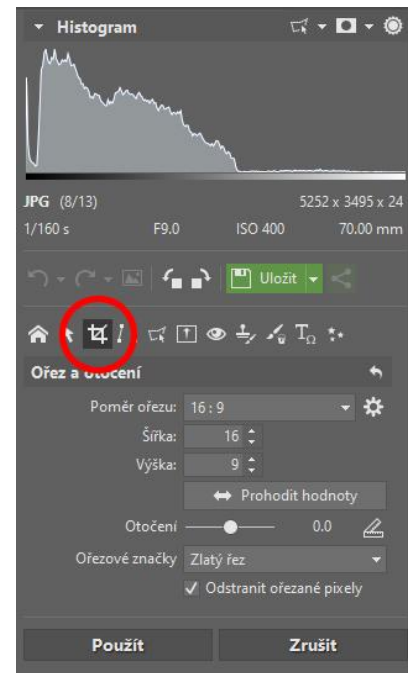 Histogram
JPG (8/13) 5252 x 3495 x 24
1/160 s F9.0 ISO 400 70.00 mm
Uložit
TΩ
Ořez a otočení
Poměr ořezu: 16 : 9
Šířka: 16
Výška: 9
Prohodit hodnoty
Otočení 0.0
Ořezové značky Zlatý řez
Odstranit ořezané pixely
Použít Zrušit